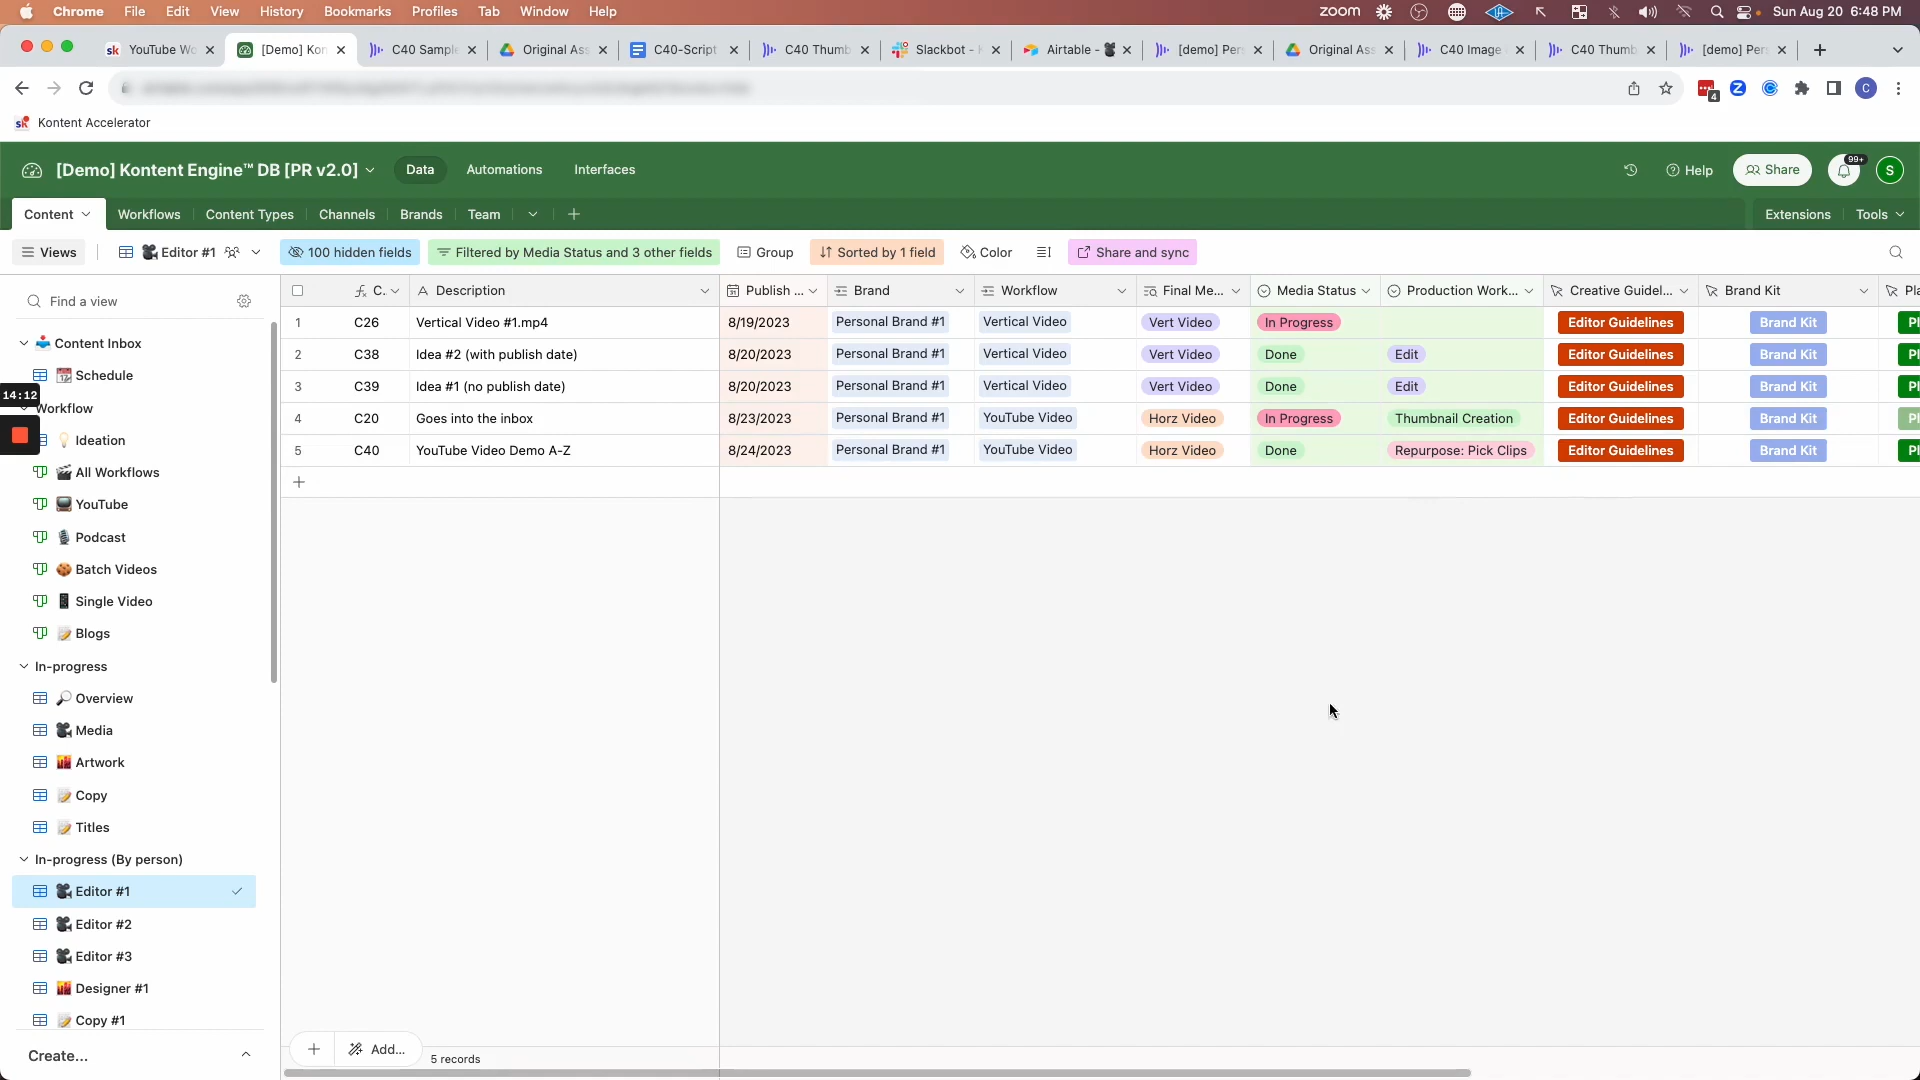 Chrome File Edit View History Bookmarks Profiles Tab Window Help zoom Sun Aug 20 6:48 PM
YouTube Wo [Demo] Kon C40 Sample Original Ass C40-Script C40 Thumb Slackbot - Airtable - [demo] Per Original Ass C40 Image C40 Thumb [demo] Per
4 C
sk Kontent Accelerator
[Demo] Kontent Engine™ DB [PR v2.0] Data Automations Interfaces Help Share 99+ S
Content Workflows Content Types Channels Brands Team Extensions Tools
Views Editor #1 100 hidden fields Filtered by Media Status and 3 other fields Group Sorted by 1 field Color Share and sync
Find a view
C.. Description Publish ... Brand Workflow Final Me... Media Status Production Work... Creative Guidel... Brand Kit Pla
1 C26 Vertical Video #1.mp4 8/19/2023 Personal Brand #1 Vertical Video Vert Video In Progress Editor Guidelines Brand Kit Pl
2 C38 Idea #2 (with publish date) 8/20/2023 Personal Brand #1 Vertical Video Vert Video Done Edit Editor Guidelines Brand Kit Pl
3 C39 Idea #1 (no publish date) 8/20/2023 Personal Brand #1 Vertical Video Vert Video Done Edit Editor Guidelines Brand Kit Pl
4 C20 Goes into the inbox 8/23/2023 Personal Brand #1 YouTube Video Horz Video In Progress Thumbnail Creation Editor Guidelines Brand Kit Pl
5 C40 YouTube Video Demo A-Z 8/24/2023 Personal Brand #1 YouTube Video Horz Video Done Repurpose: Pick Clips Editor Guidelines Brand Kit Pl
Content Inbox
Schedule
14:12
Workflow
Ideation
All Workflows
YouTube
Podcast
Batch Videos
Single Video
Blogs
In-progress
Overview
Media
Artwork
Copy
Titles
In-progress (By person)
Editor #1
Editor #2
Editor #3
Designer #1
Copy #1
Create...
Add...
5 records